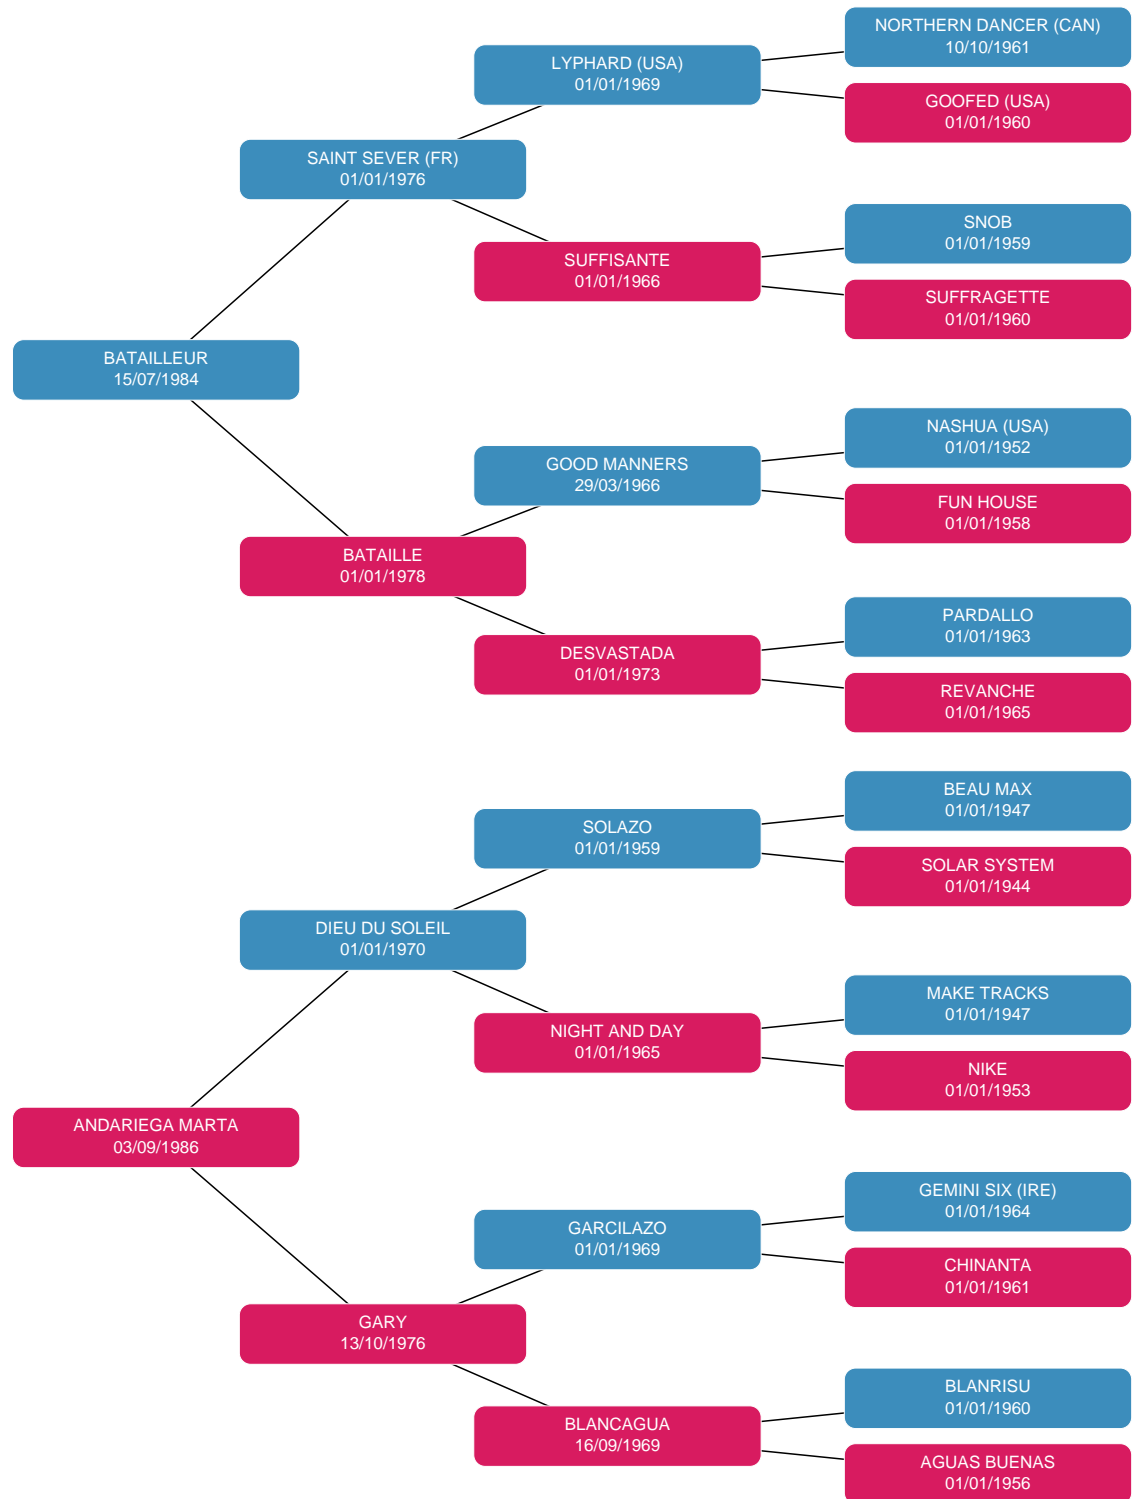 NORTHERN DANCER (CAN)
10/10/1961
LYPHARD (USA)
01/01/1969
GOOFED (USA)
01/01/1960
SAINT SEVER (FR)
01/01/1976
SNOB
01/01/1959
SUFFISANTE
01/01/1966
SUFFRAGETTE
01/01/1960
BATAILLEUR
15/07/1984
NASHUA (USA)
01/01/1952
GOOD MANNERS
29/03/1966
FUN HOUSE
01/01/1958
BATAILLE
01/01/1978
PARDALLO
01/01/1963
DESVASTADA
01/01/1973
REVANCHE
01/01/1965
BEAU MAX
01/01/1947
SOLAZO
01/01/1959
SOLAR SYSTEM
01/01/1944
DIEU DU SOLEIL
01/01/1970
MAKE TRACKS
01/01/1947
NIGHT AND DAY
01/01/1965
NIKE
01/01/1953
ANDARIEGA MARTA
03/09/1986
GEMINI SIX (IRE)
01/01/1964
GARCILAZO
01/01/1969
CHINANTA
01/01/1961
GARY
13/10/1976
BLANRISU
01/01/1960
BLANCAGUA
16/09/1969
AGUAS BUENAS
01/01/1956